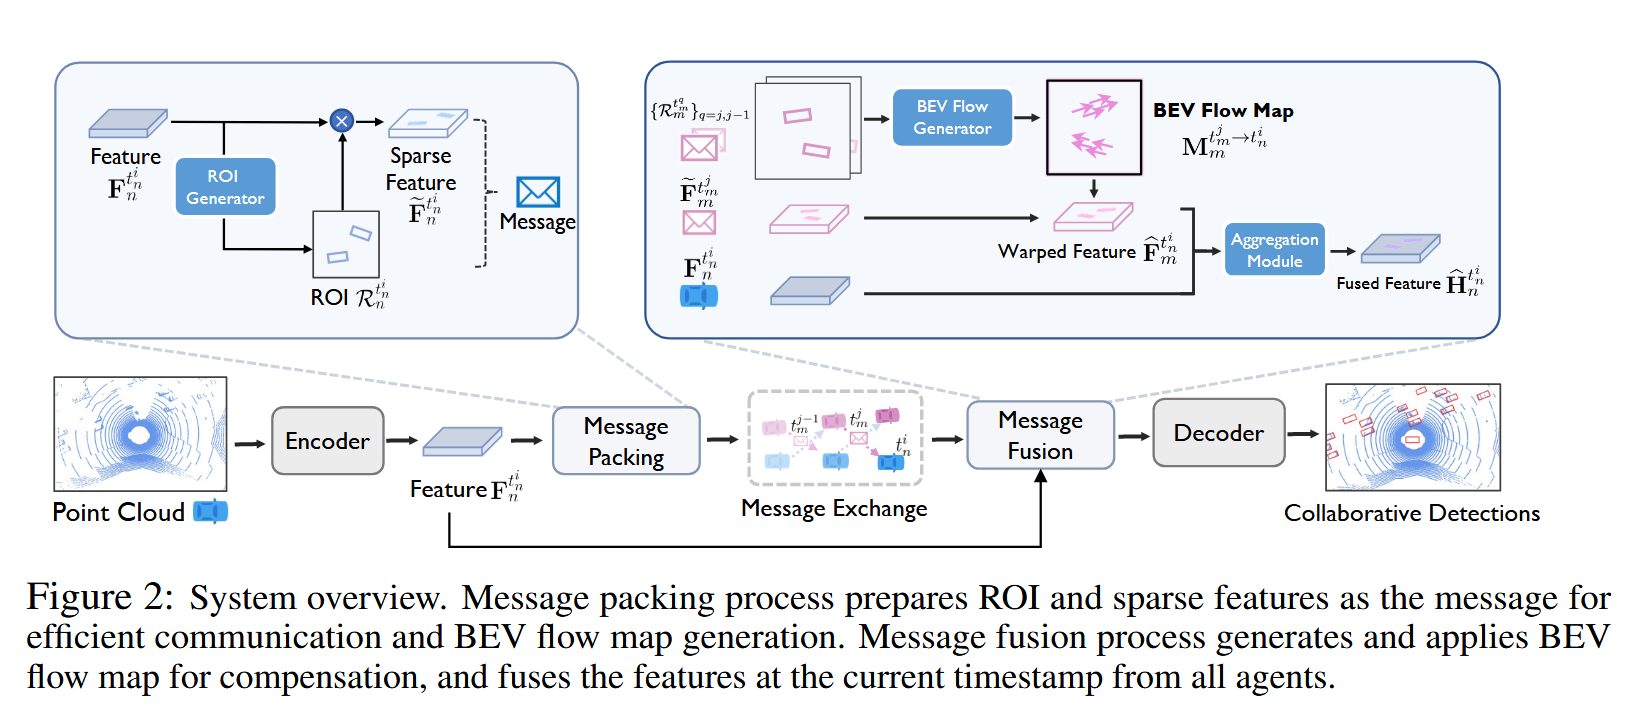 Feature
$\mathbf{F}_n^{t_n^i}$
ROI
Generator
ROI $\mathcal{R}_n^{t_n^i}$
Sparse
Feature
$\widetilde{\mathbf{F}}_n^{t_n^i}$
Message
$\{\mathcal{R}_m^{t_m^q}\}_{q=j,j-1}$
BEV Flow
Generator
BEV Flow Map
$\mathbf{M}_m^{t_m^j \to t_n^i}$
$\widetilde{\mathbf{F}}_m^{t_m^j}$
Warped Feature $\widehat{\mathbf{F}}_m^{t_n^i}$
$\mathbf{F}_n^{t_n^i}$
Aggregation
Module
Fused Feature $\widehat{\mathbf{H}}_n^{t_n^i}$
Point Cloud
Encoder
Feature $\mathbf{F}_n^{t_n^i}$
Message
Packing
$t_m^{j-1}$
$t_m^j$
$t_n^i$
Message Exchange
Message
Fusion
Decoder
Collaborative Detections
Figure 2: System overview. Message packing process prepares ROI and sparse features as the message for
efficient communication and BEV flow map generation. Message fusion process generates and applies BEV
flow map for compensation, and fuses the features at the current timestamp from all agents.